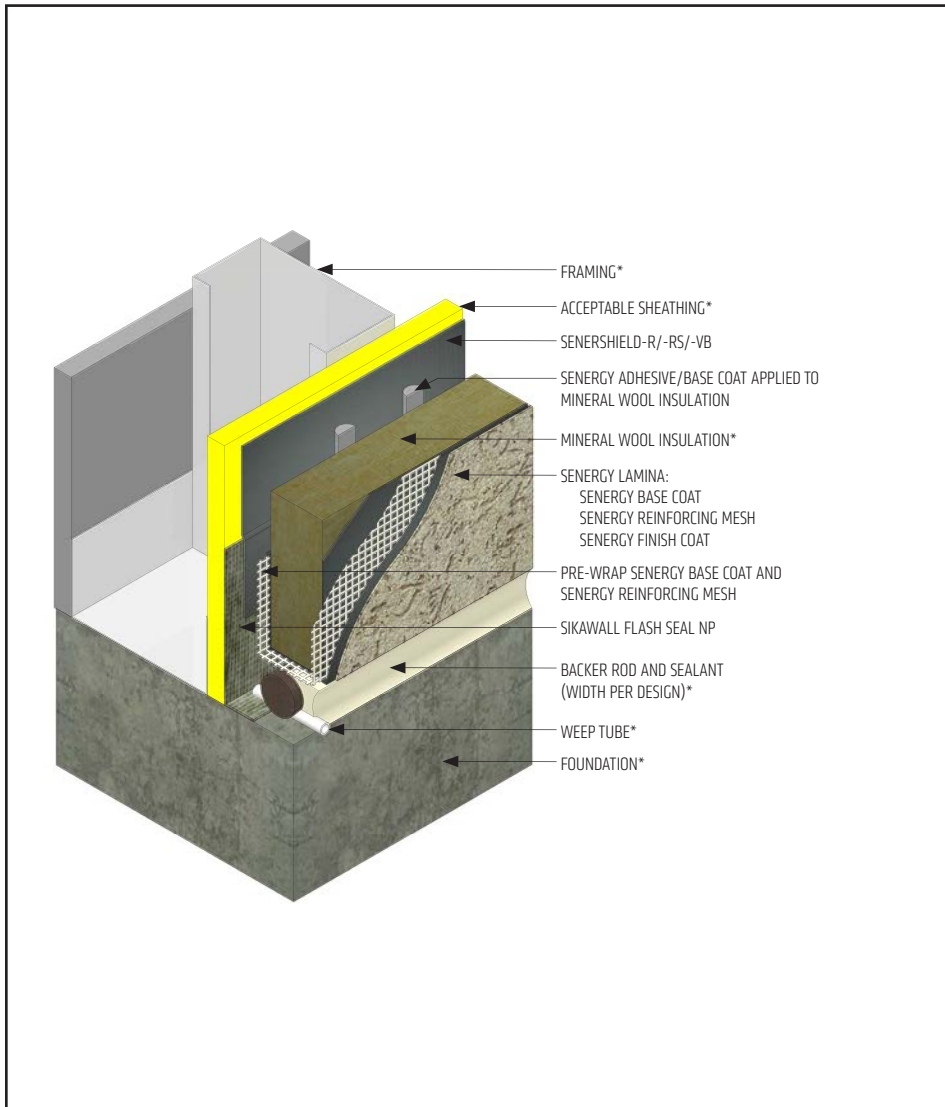 FRAMING*
ACCEPTABLE SHEATHING*
SENERSHIELD-R/-RS/-VB
SENERGY ADHESIVE/BASE COAT APPLIED TO
MINERAL WOOL INSULATION
MINERAL WOOL INSULATION*
SENERGY LAMINA:
SENERGY BASE COAT
SENERGY REINFORCING MESH
SENERGY FINISH COAT
PRE-WRAP SENERGY BASE COAT AND
SENERGY REINFORCING MESH
SIKAWALL FLASH SEAL NP
BACKER ROD AND SEALANT
(WIDTH PER DESIGN)*
WEEP TUBE*
FOUNDATION*